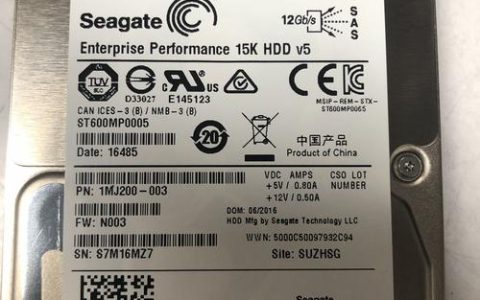 Seagate
12Gb/s
S
A
S
Enterprise Performance 15K HDD v5
TUV
D33027
E145123
CAN ICES-3 (B) / NMB-3 (B)
MSIP-REM-STX-
ST600MP0065
ST600MP0005
20
中国产品
Product of China
Date: 16485
PN: 1MJ200-003
VDC AMPS
CSO LOT
+5V / 0.80A
NUMBER
+12V / 0.50A
DOM: 06/2016
HDD Mfg by Seagate Technology LLC
FW: N003
WWN: 5000C50097932C94
SN: S7M16MZ7
Site: SUZHSG
Seagate